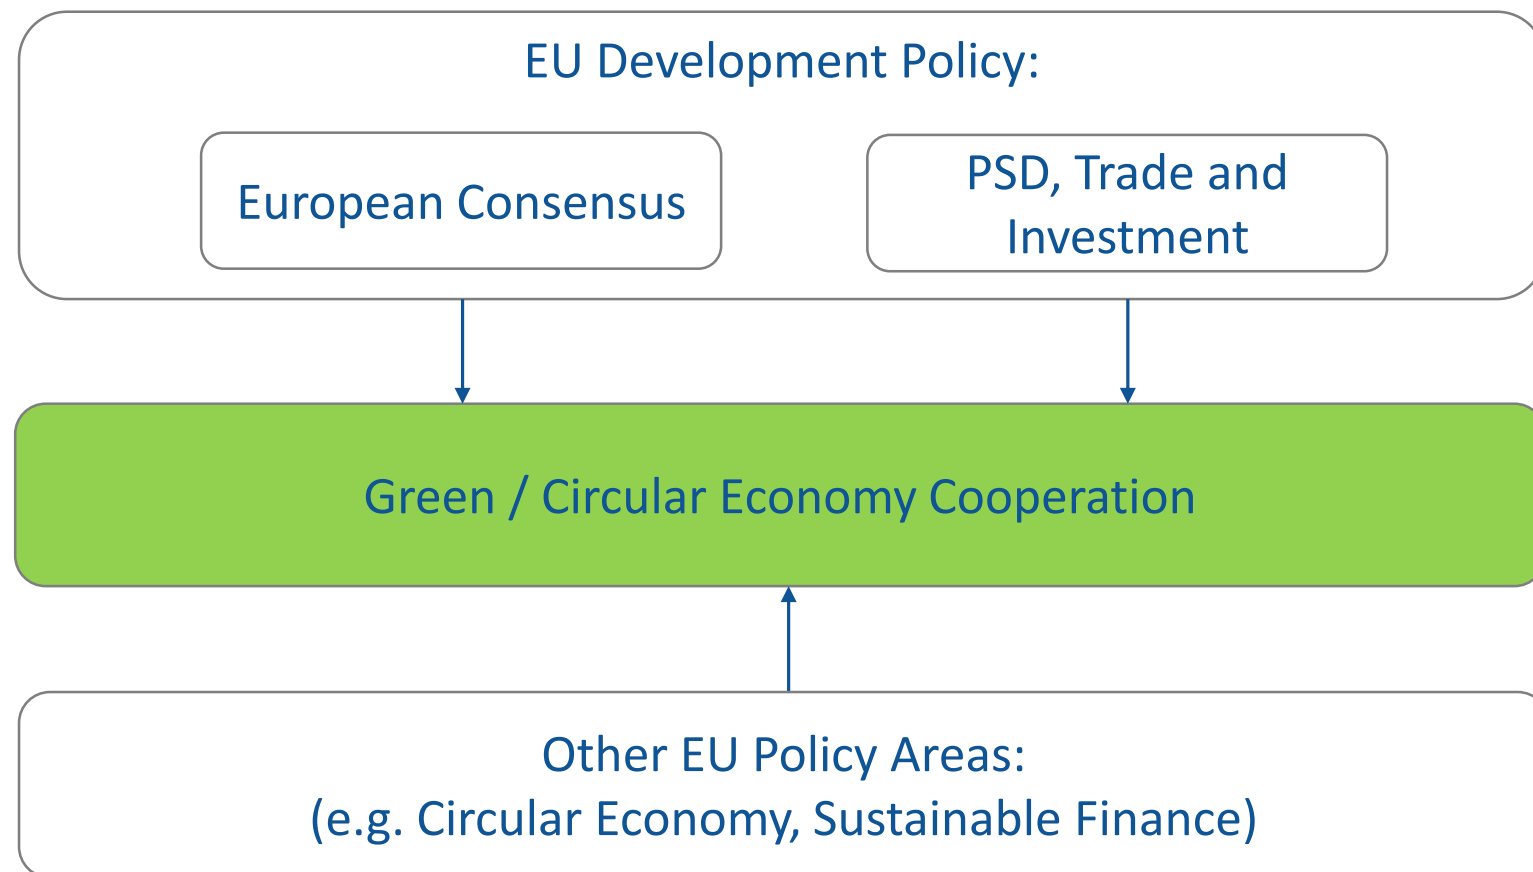 EU Development Policy:
European Consensus
PSD, Trade and
Investment
Green / Circular Economy Cooperation
Other EU Policy Areas:
(e.g. Circular Economy, Sustainable Finance)